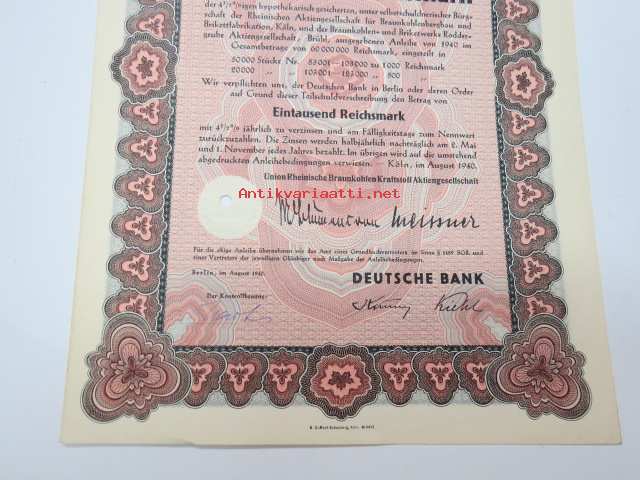 der 4½%igen hypothekarisch gesicherten, unter selbstschuldnerischer Bürg-
schaft der Rheinischen Aktiengesellschaft für Braunkohlenbergbau und
Brikettfabrikation, Köln, und der Braunkohlen- und Briketwerke Rodder-
grube Aktiengesellschaft, Brühl, ausgegebenen Anleihe von 1940 im
Gesamtbetrage von 60 000 000 Reichsmark, eingeteilt in
50000 Stücke Nr. 53001-103000 zu 1000 Reichsmark
20000 „ „ 103001-123000 „ 500 „
Wir verpflichten uns, der Deutschen Bank in Berlin oder deren Order
auf Grund dieser Teilschuldverschreibung den Betrag von
Eintausend Reichsmark
mit 4½% jährlich zu verzinsen und am Fälligkeitstage zum Nennwert
zurückzuzahlen. Die Zinsen werden halbjährlich nachträglich am 2. Mai
und 1. November jedes Jahres bezahlt. Im übrigen wird auf die umstehend
abgedruckten Anleihebedingungen verwiesen. — Köln, im August 1940.
Union Rheinische Braunkohlen Kraftstoff Aktiengesellschaft
Antikvariaatti.net
Für die obige Anleihe übernehmen wir das Amt eines Grundbuchvertreters im Sinne § 1189 BGB. und
eines Vertreters der jeweiligen Gläubiger nach Maßgabe der Anleihebedingungen.
Berlin, im August 1940.
DEUTSCHE BANK
Der Kontrollbeamte: